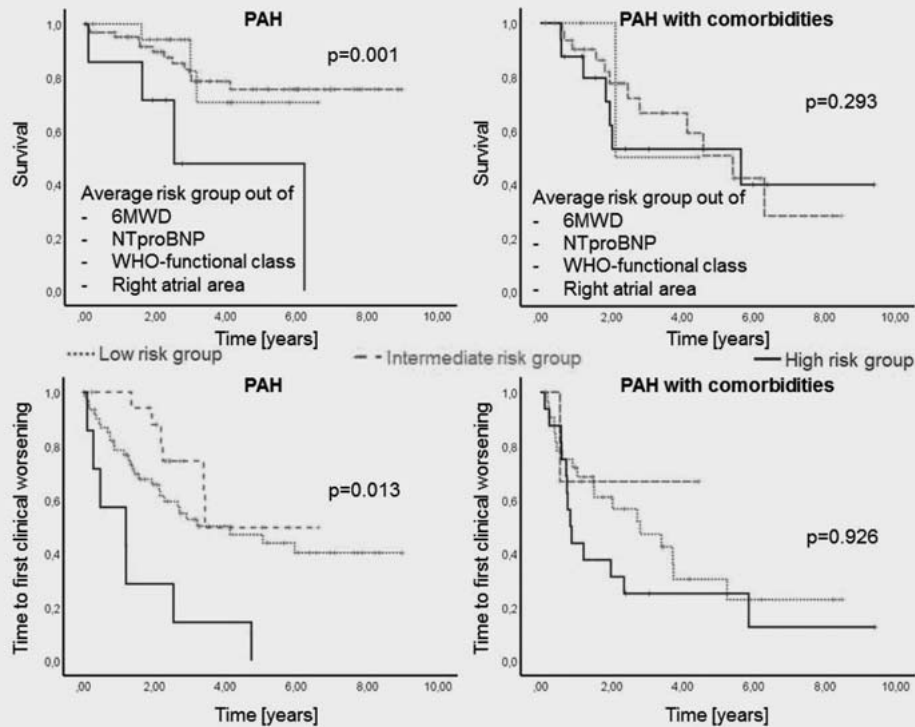 PAH
PAH with comorbidities
1,0
0,8
0,6
0,4
0,2
0,0
Survival
p=0.001
Average risk group out of
- 6MWD
- NTproBNP
- WHO-functional class
- Right atrial area
,00 2,00 4,00 6,00 8,00 10,00
Time [years]
1,0
0,8
0,6
0,4
0,2
0,0
Survival
p=0.293
Average risk group out of
- 6MWD
- NTproBNP
- WHO-functional class
- Right atrial area
,00 2,00 4,00 6,00 8,00 10,00
Time [years]
Low risk group
Intermediate risk group
High risk group
PAH
PAH with comorbidities
1,0
0,8
0,6
0,4
0,2
0,0
Time to first clinical worsening
p=0.013
,00 2,00 4,00 6,00 8,00 10,00
Time [years]
1,0
0,8
0,6
0,4
0,2
0,0
Time to first clinical worsening
p=0.926
,00 2,00 4,00 6,00 8,00 10,00
Time [years]